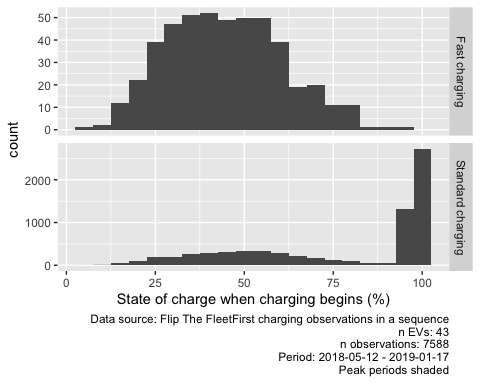 50
40
30
20
10
0
Fast charging
count
2000
1000
0
Standard charging
0 25 50 75 100
State of charge when charging begins (%)
Data source: Flip The FleetFirst charging observations in a sequence
n EVs: 43
n observations: 7588
Period: 2018-05-12 - 2019-01-17
Peak periods shaded